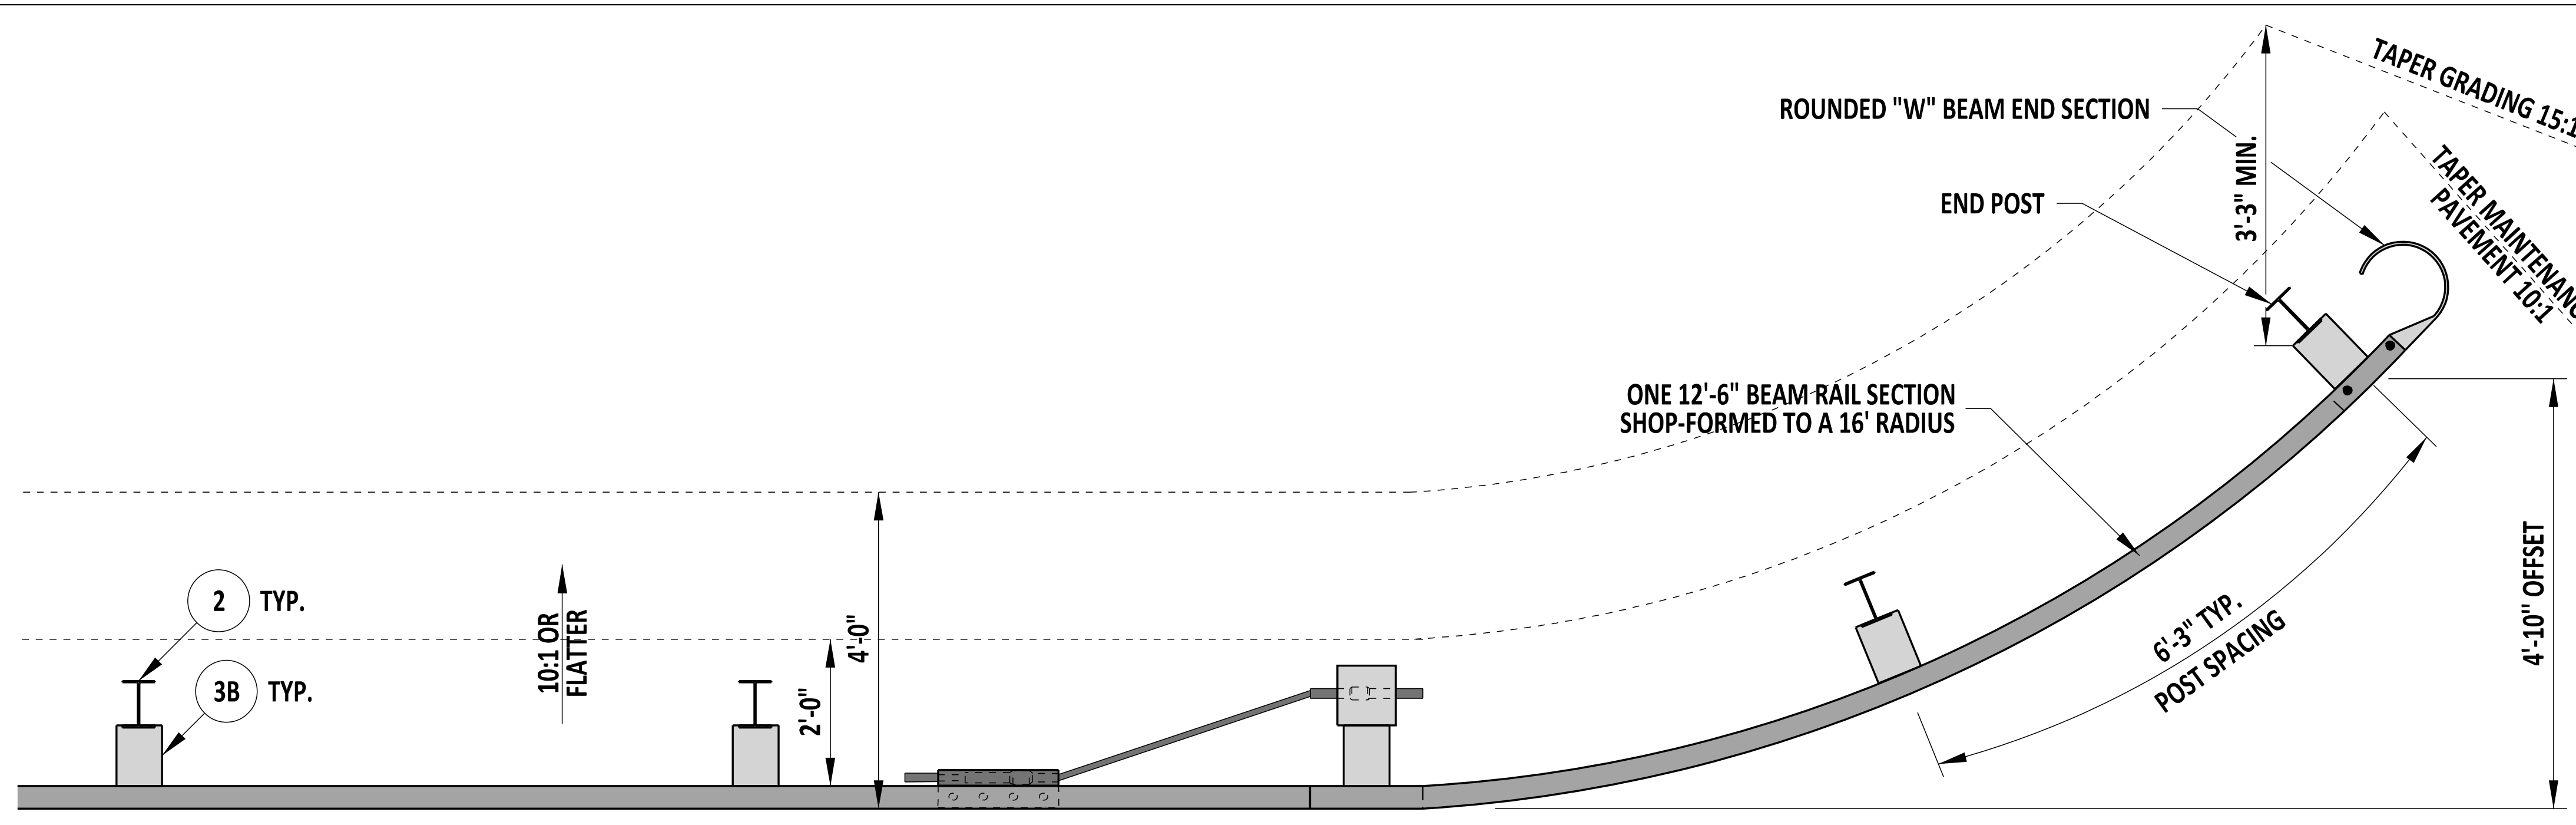 TAPER GRADING 15:1
ROUNDED "W" BEAM END SECTION
3'-3" MIN.
END POST
TAPER MAINTENANC
PAVEMENT 10:1
ONE 12'-6" BEAM RAIL SECTION
SHOP-FORMED TO A 16' RADIUS
2 TYP.
3B TYP.
10:1 OR
FLATTER
4'-0"
2'-0"
6'-3" TYP.
POST SPACING
4'-10" OFFSET